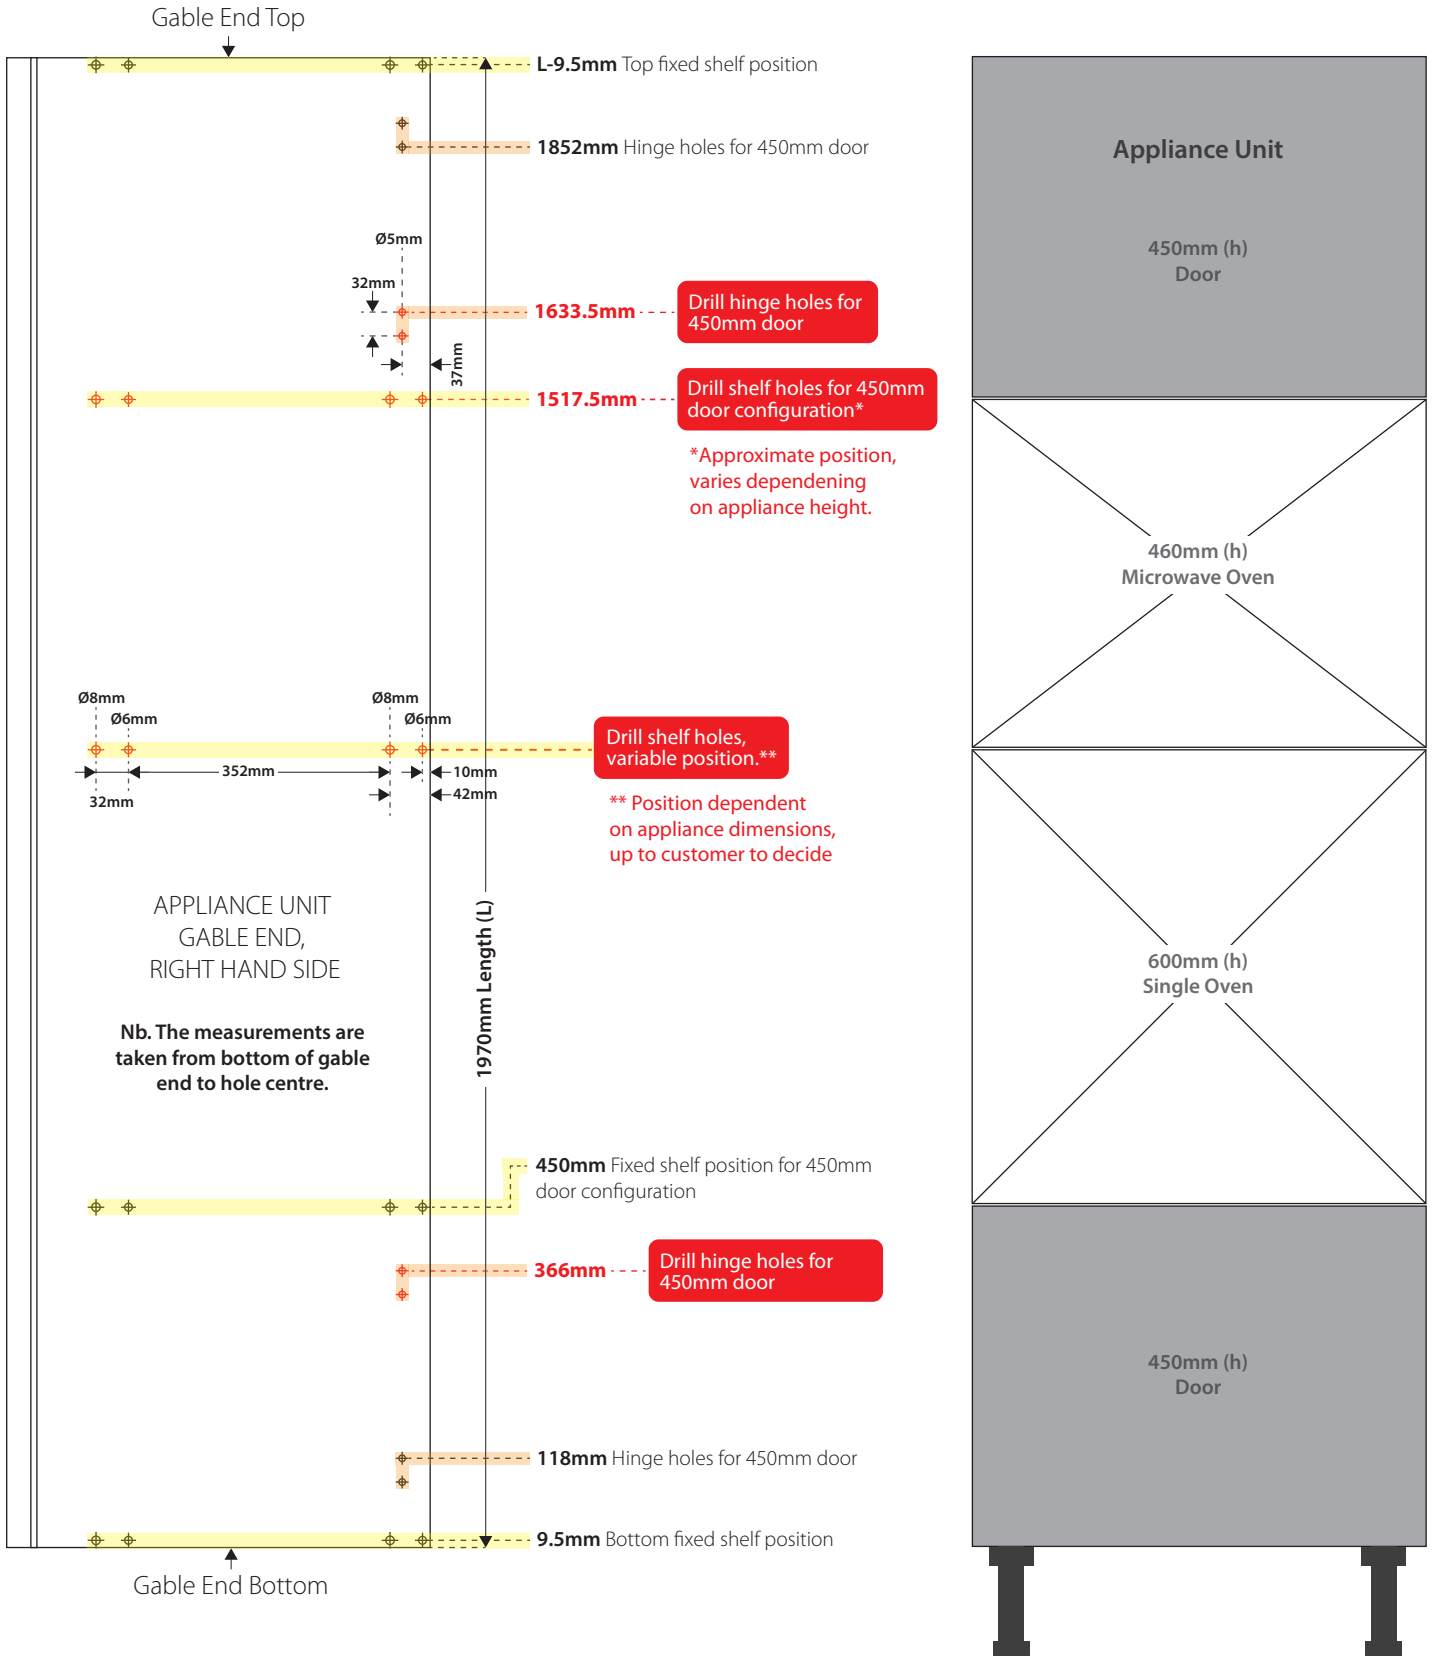 Gable End Top
L-9.5mm Top fixed shelf position
1852mm Hinge holes for 450mm door
Ø5mm
32mm
1633.5mm
Drill hinge holes for
450mm door
37mm
1517.5mm
Drill shelf holes for 450mm
door configuration*
*Approximate position,
varies dependening
on appliance height.
Ø8mm
Ø6mm
Ø8mm
Ø6mm
Drill shelf holes,
variable position.**
352mm
10mm
32mm
42mm
** Position dependent
on appliance dimensions,
up to customer to decide
APPLIANCE UNIT
GABLE END,
RIGHT HAND SIDE
Nb. The measurements are
taken from bottom of gable
end to hole centre.
1970mm Length (L)
450mm Fixed shelf position for 450mm
door configuration
366mm
Drill hinge holes for
450mm door
118mm Hinge holes for 450mm door
9.5mm Bottom fixed shelf position
Gable End Bottom
Appliance Unit
450mm (h)
Door
460mm (h)
Microwave Oven
600mm (h)
Single Oven
450mm (h)
Door